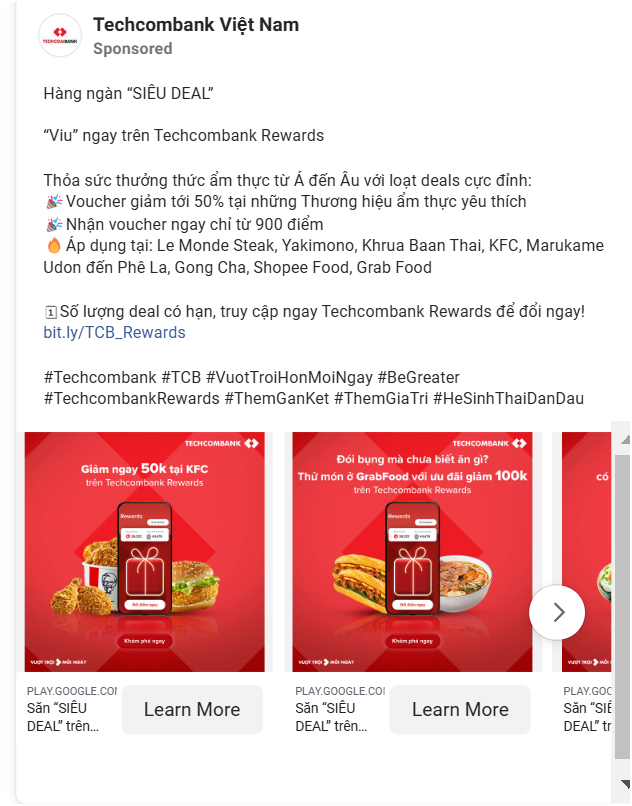 Techcombank Việt Nam
Sponsored
Hàng ngàn “SIÊU DEAL”
“Viu” ngay trên Techcombank Rewards
Thỏa sức thưởng thức ẩm thực từ Á đến Âu với loạt deals cực đỉnh:
🎉 Voucher giảm tới 50% tại những Thương hiệu ẩm thực yêu thích
🎉 Nhận voucher ngay chỉ từ 900 điểm
🔥 Áp dụng tại: Le Monde Steak, Yakimono, Khrua Baan Thai, KFC, Marukame
Udon đến Phê La, Gong Cha, Shopee Food, Grab Food
🗓Số lượng deal có hạn, truy cập ngay Techcombank Rewards để đổi ngay!
bit.ly/TCB_Rewards
#Techcombank #TCB #VuotTroiHonMoiNgay #BeGreater
#TechcombankRewards #ThemGanKet #ThemGiaTri #HeSinhThaiDanDau
TECHCOMBANK
Giảm ngay 50k tại KFC
trên Techcombank Rewards
Rewards
Đổi điểm ngay
Khám phá ngay
VƯỢT TRỘI MỖI NGÀY
TECHCOMBANK
Đói bụng mà chưa biết ăn gì?
Thử món ở GrabFood với ưu đãi giảm 100k
trên Techcombank Rewards
Rewards
Đổi điểm ngay
Khám phá ngay
VƯỢT TRỘI MỖI NGÀY
có
VƯỢT TRỘI MỖI
PLAY.GOOGLE.CO
Săn “SIÊU
DEAL” trên...
Learn More
PLAY.GOOGLE.CO
Săn “SIÊU
DEAL” trên...
Learn More
PLAY.GOO
Săn “SIÊ
DEAL” tr